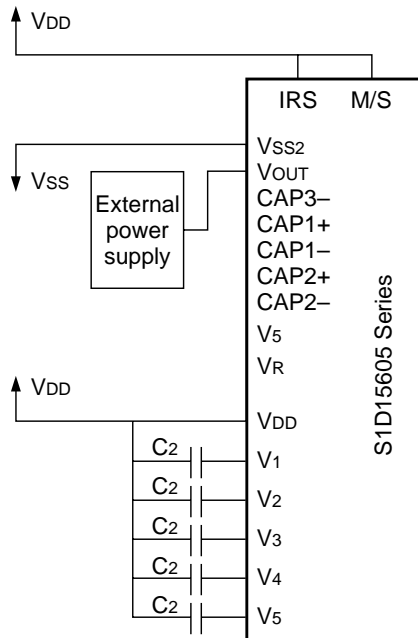 VDD
IRS M/S
VSS2
VSS
VOUT
External
power
supply
CAP3–
CAP1+
CAP1–
CAP2+
CAP2–
V5
VR
S1D15605 Series
VDD
VDD
C2
V1
C2
V2
C2
V3
C2
V4
C2
V5